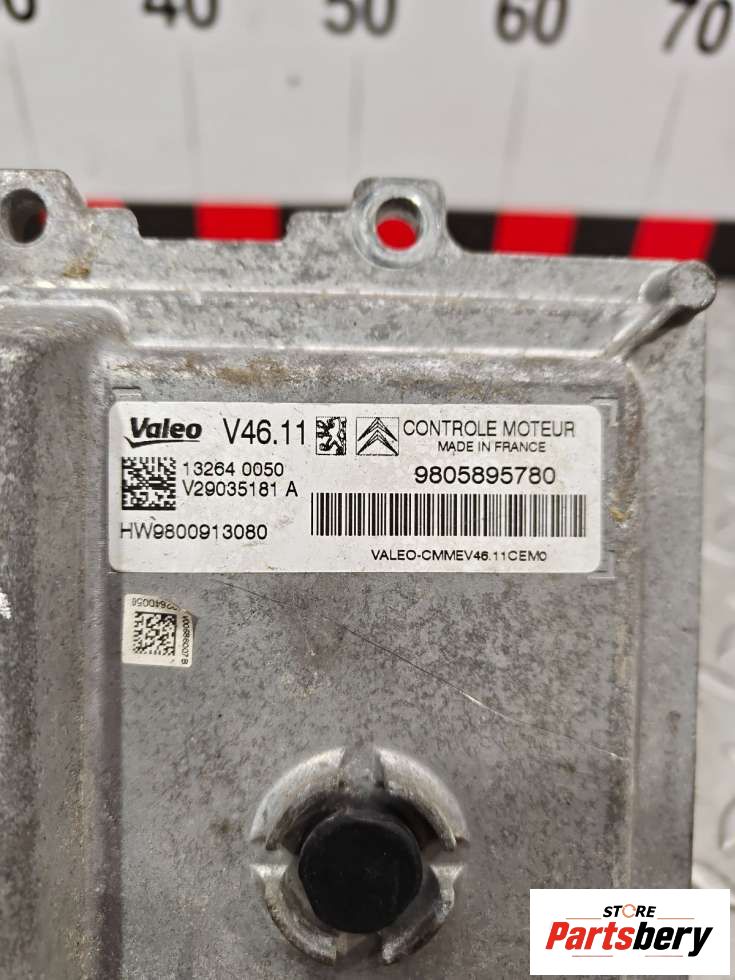 50
60
70
Valeo V46.11 CONTROLE MOTEUR
MADE IN FRANCE
13264 0050
V29035181 A
9805895780
HW9800913080
VALEO-CMMEV46.11CEM0
STORE
Partsbery